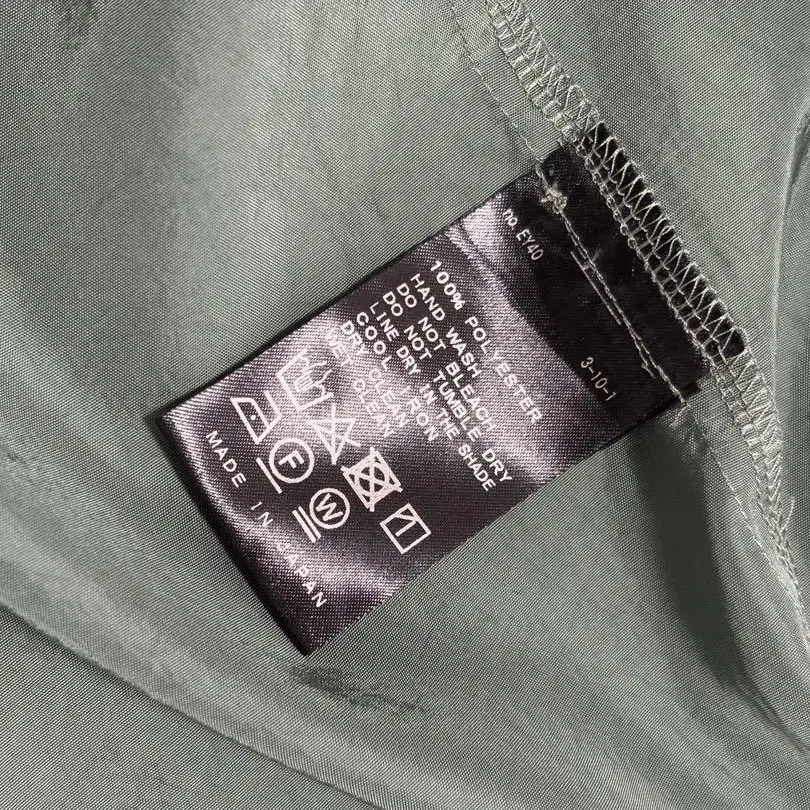 no. EY40
3-10-1
100% POLYESTER
HAND WASH
DO NOT BLEACH
DO NOT TUMBLE DRY
LINE DRY IN THE SHADE
COOL IRON
DRY CLEAN
WET CLEAN
F
W
MADE IN JAPAN